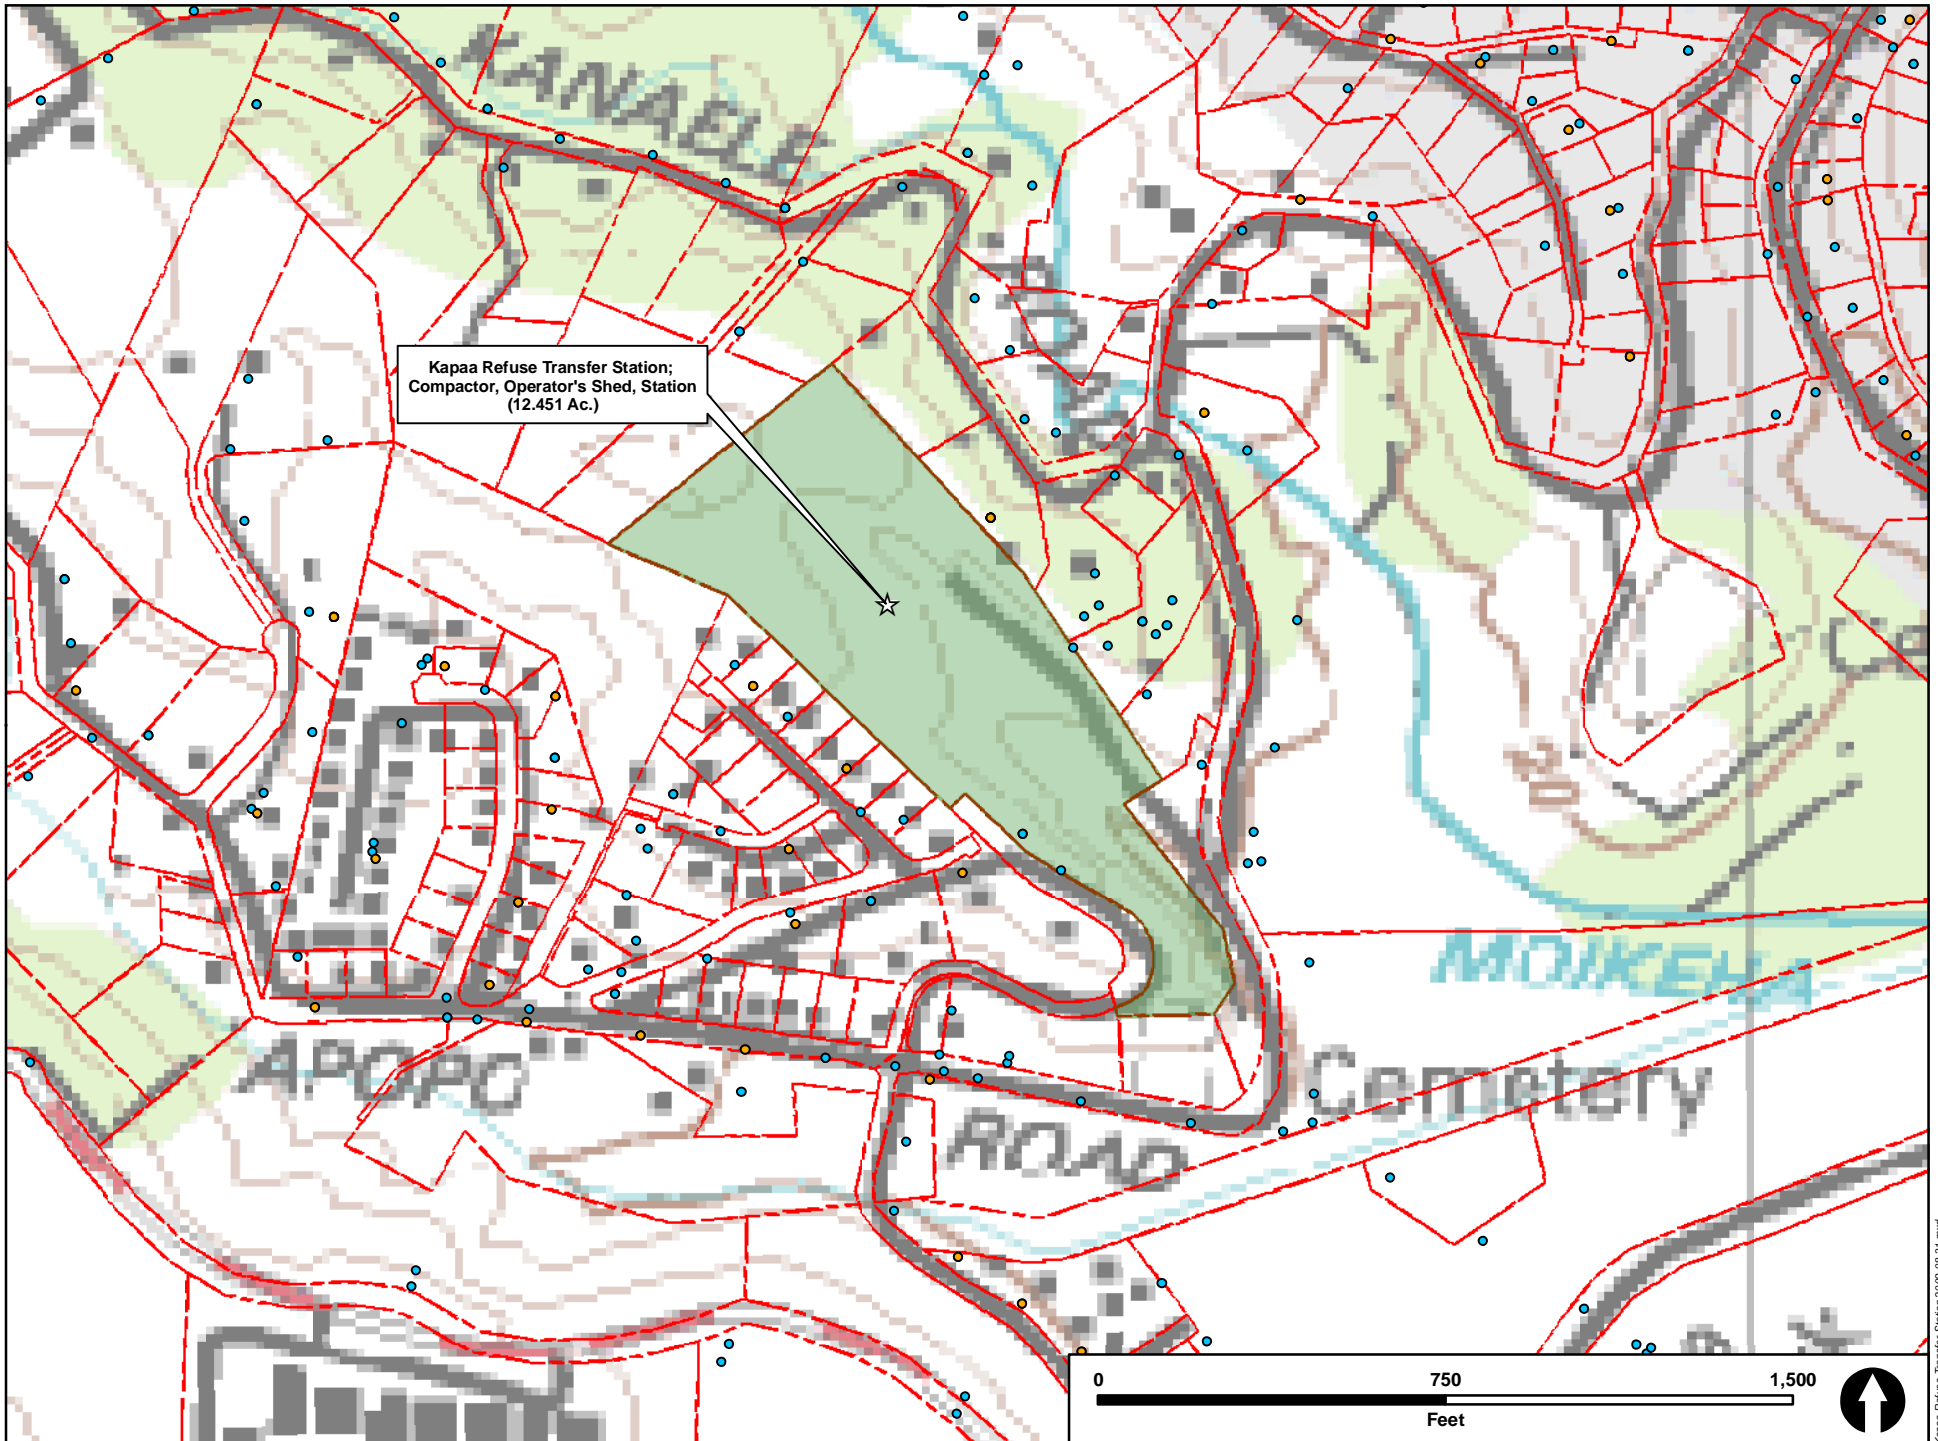 KANAELE
ROAD
Kapaa Refuse Transfer Station;
Compactor, Operator's Shed, Station
(12.451 Ac.)
30
MOIKEHA
APOPO
ROAD
Cemetery
0 750 1,500
Feet